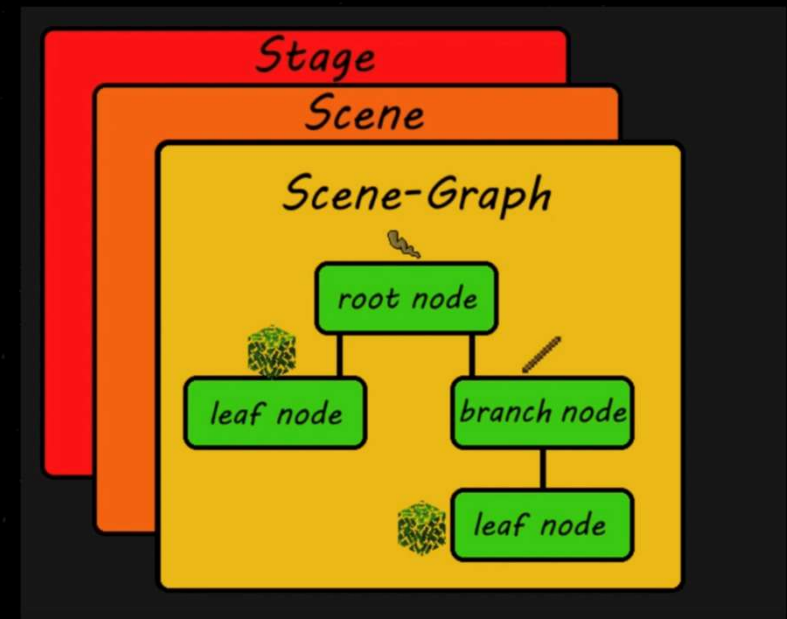 Stage
Scene
Scene-Graph
root node
leaf node
branch node
leaf node